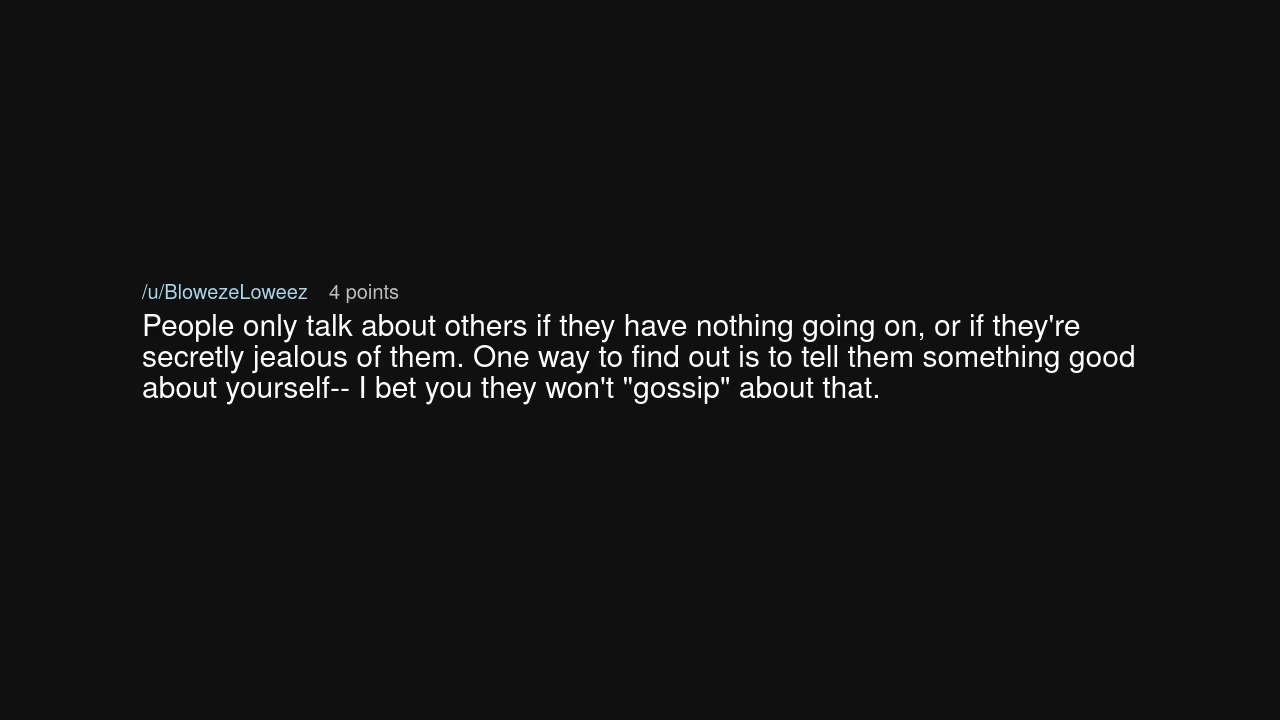 /u/BlowezeLoweez 4 points
People only talk about others if they have nothing going on, or if they're
secretly jealous of them. One way to find out is to tell them something good
about yourself-- I bet you they won't "gossip" about that.